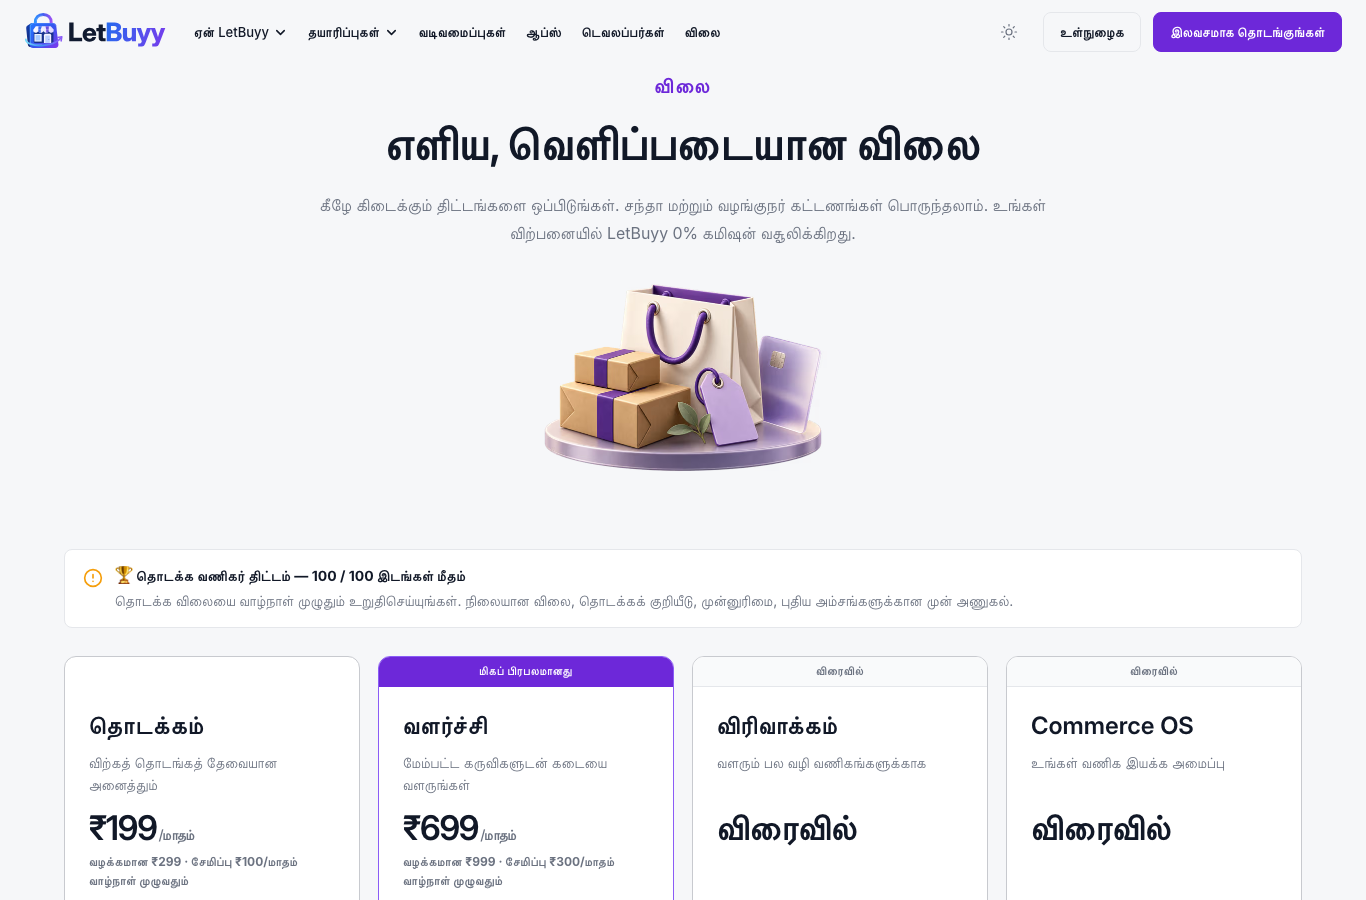 LetBuyy
ஏன் LetBuyy
தயாரிப்புகள்
வடிவமைப்புகள்
ஆப்ஸ்
டெவலப்பர்கள்
விலை
உள்நுழைக
இலவசமாக தொடங்குங்கள்
விலை
எளிய, வெளிப்படையான விலை
கீழே கிடைக்கும் திட்டங்களை ஒப்பிடுங்கள். சந்தா மற்றும் வழங்குநர் கட்டணங்கள் பொருந்தலாம். உங்கள்
விற்பனையில் LetBuyy 0% கமிஷன் வசூலிக்கிறது.
🏆 தொடக்க வணிகர் திட்டம் — 100 / 100 இடங்கள் மீதம்
தொடக்க விலையை வாழ்நாள் முழுதும் உறுதிசெய்யுங்கள். நிலையான விலை, தொடக்கக் குறியீடு, முன்னுரிமை, புதிய அம்சங்களுக்கான முன் அணுகல்.
தொடக்கம்
விற்கத் தொடங்கத் தேவையான
அனைத்தும்
₹199 /மாதம்
வழக்கமான ₹299 · சேமிப்பு ₹100/மாதம்
வாழ்நாள் முழுவதும்
மிகப் பிரபலமானது
வளர்ச்சி
மேம்பட்ட கருவிகளுடன் கடையை
வளருங்கள்
₹699 /மாதம்
வழக்கமான ₹999 · சேமிப்பு ₹300/மாதம்
வாழ்நாள் முழுவதும்
விரைவில்
விரிவாக்கம்
வளரும் பல வழி வணிகங்களுக்காக
விரைவில்
விரைவில்
Commerce OS
உங்கள் வணிக இயக்க அமைப்பு
விரைவில்